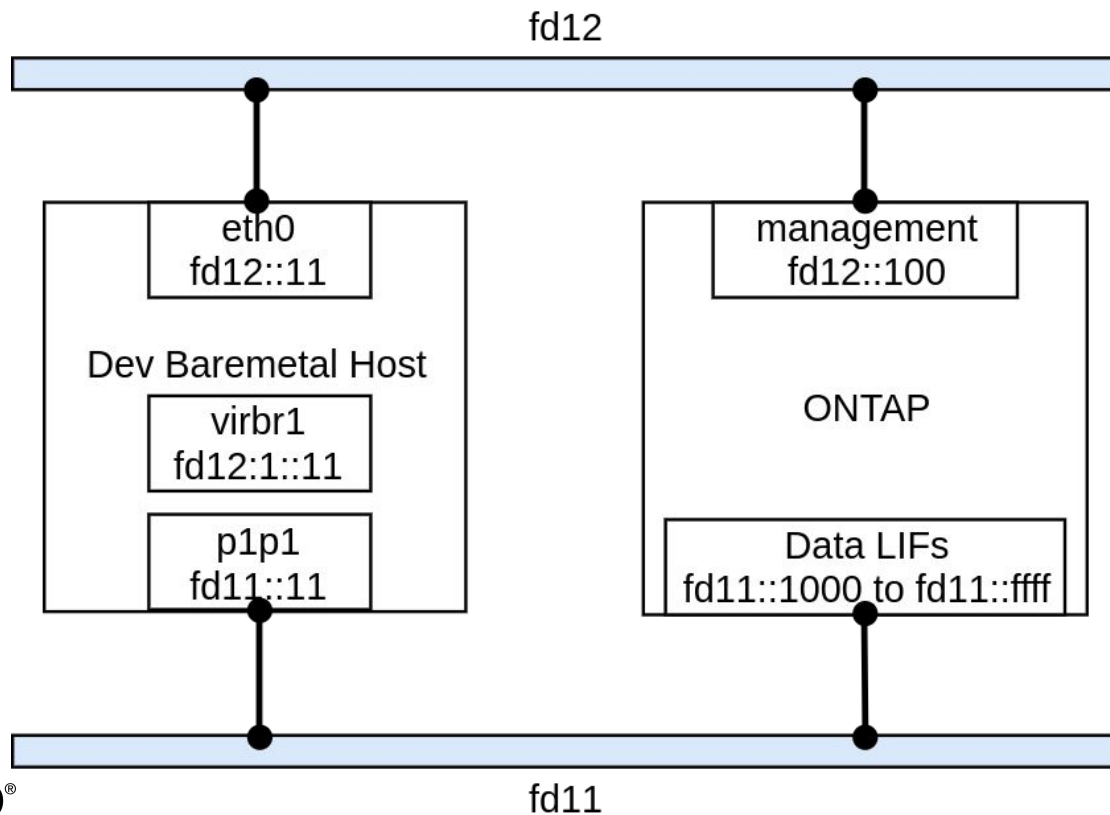 fd12
eth0
fd12::11
management
fd12::100
Dev Baremetal Host
ONTAP
virbr1
fd12:1::11
p1p1
fd11::11
Data LIFs
fd11::1000 to fd11::ffff
®
fd11